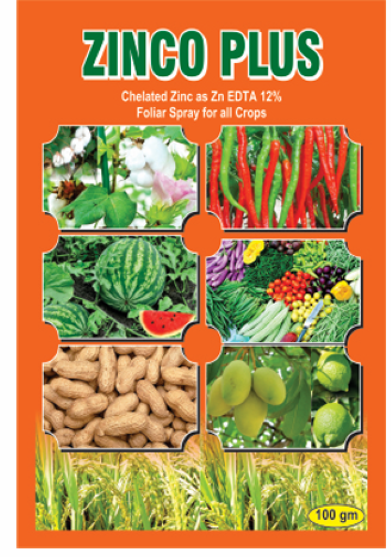 ZINCO PLUS
Chelated Zinc as Zn EDTA 12%
Foliar Spray for all Crops
100 gm